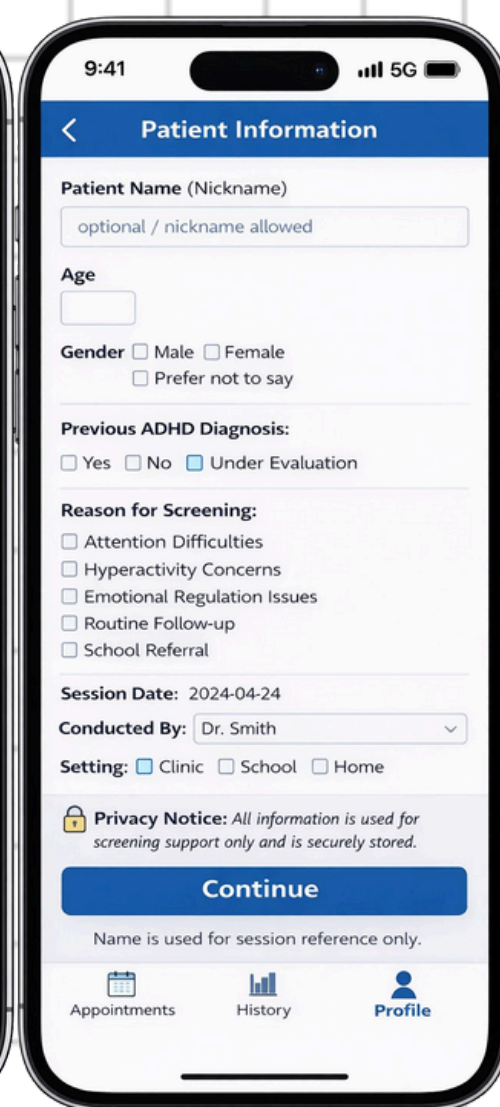 9:41 5G
Patient Information
Patient Name (Nickname)
optional / nickname allowed
Age
Gender Male Female
Prefer not to say
Previous ADHD Diagnosis:
Yes No Under Evaluation
Reason for Screening:
Attention Difficulties
Hyperactivity Concerns
Emotional Regulation Issues
Routine Follow-up
School Referral
Session Date: 2024-04-24
Conducted By: Dr. Smith
Setting: Clinic School Home
Privacy Notice: All information is used for
screening support only and is securely stored.
Continue
Name is used for session reference only.
Appointments History Profile